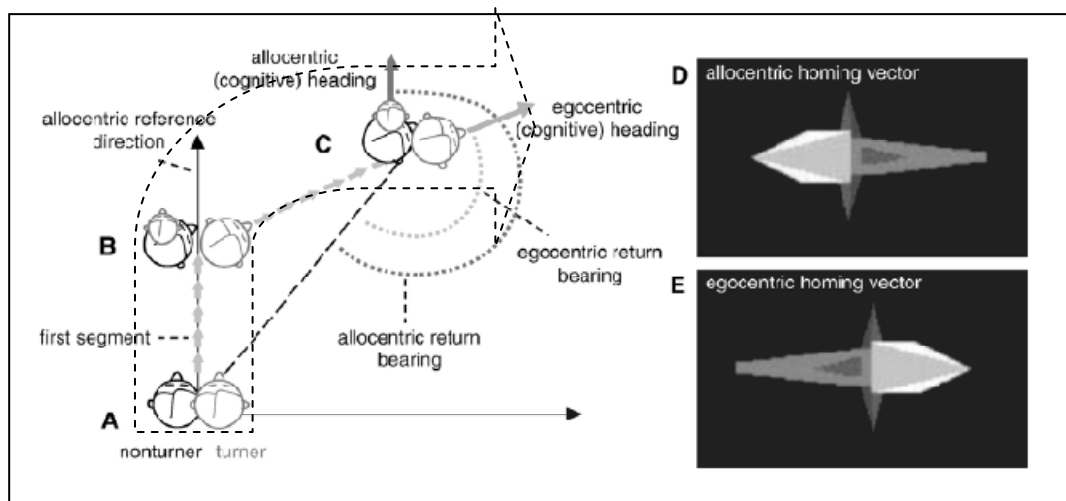 allocentric
(cognitive) heading
allocentric reference
direction
egocentric
(cognitive) heading
C
B
egocentric return
bearing
first segment
allocentric return
bearing
A
nonturner turner
D
allocentric homing vector
E
egocentric homing vector